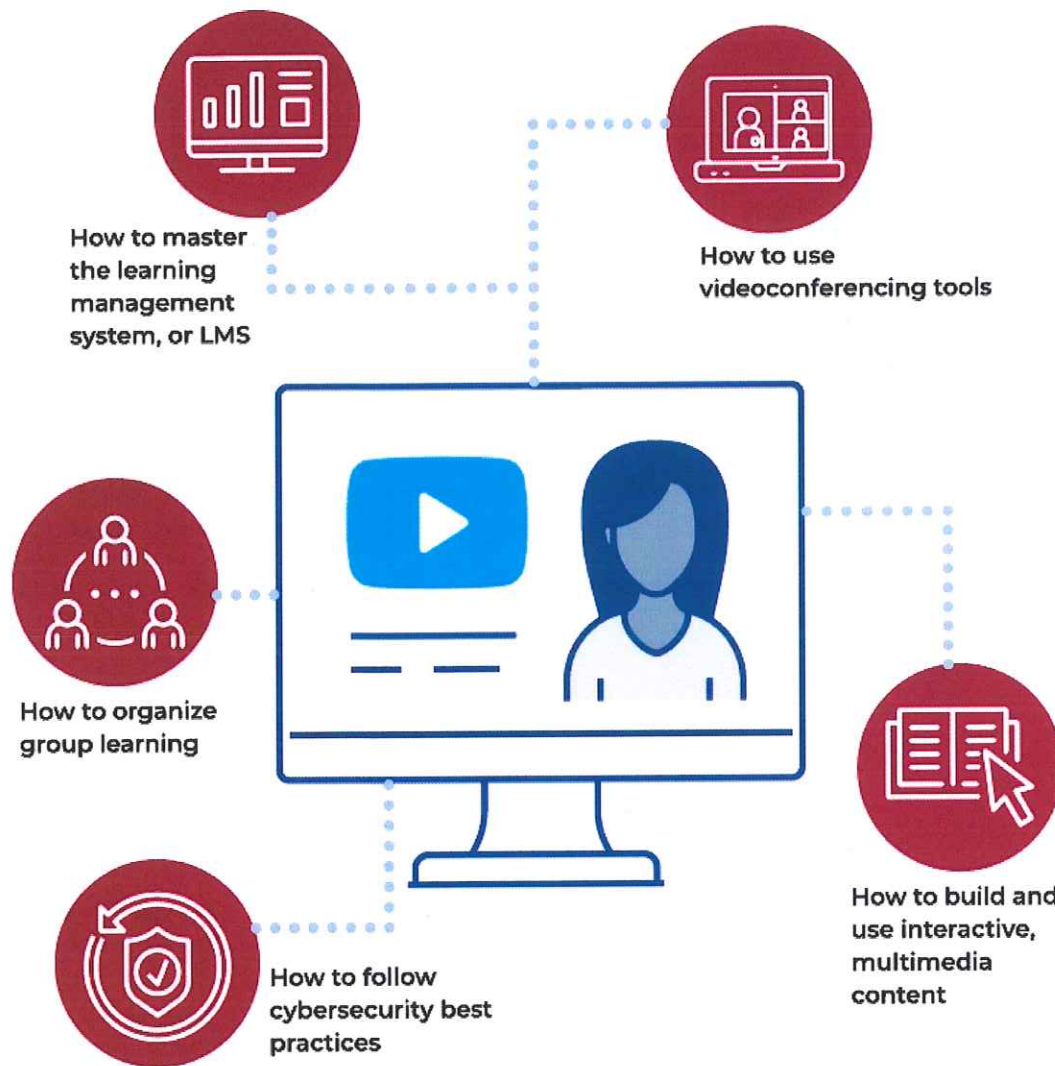 How to master
the learning
management
system, or LMS
How to use
videoconferencing tools
How to organize
group learning
How to build and
use interactive,
multimedia
content
How to follow
cybersecurity best
practices